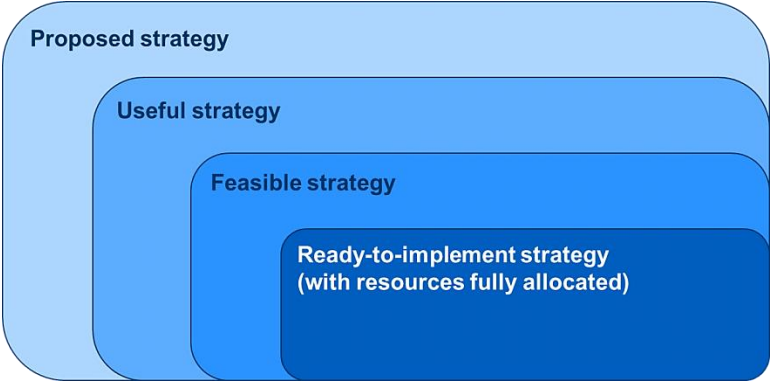 Proposed strategy
Useful strategy
Feasible strategy
Ready-to-implement strategy
(with resources fully allocated)